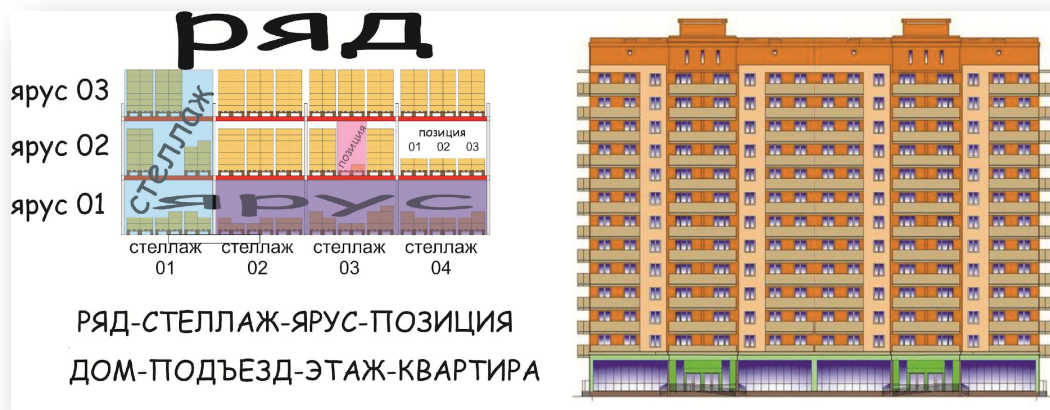 ряд
ярус 03
стеллаж
ярус 02
позиция
позиция
01 02 03
ярус 01
ярус
стеллаж стеллаж стеллаж стеллаж
01 02 03 04
РЯД-СТЕЛЛАЖ-ЯРУС-ПОЗИЦИЯ
ДОМ-ПОДЪЕЗД-ЭТАЖ-КВАРТИРА